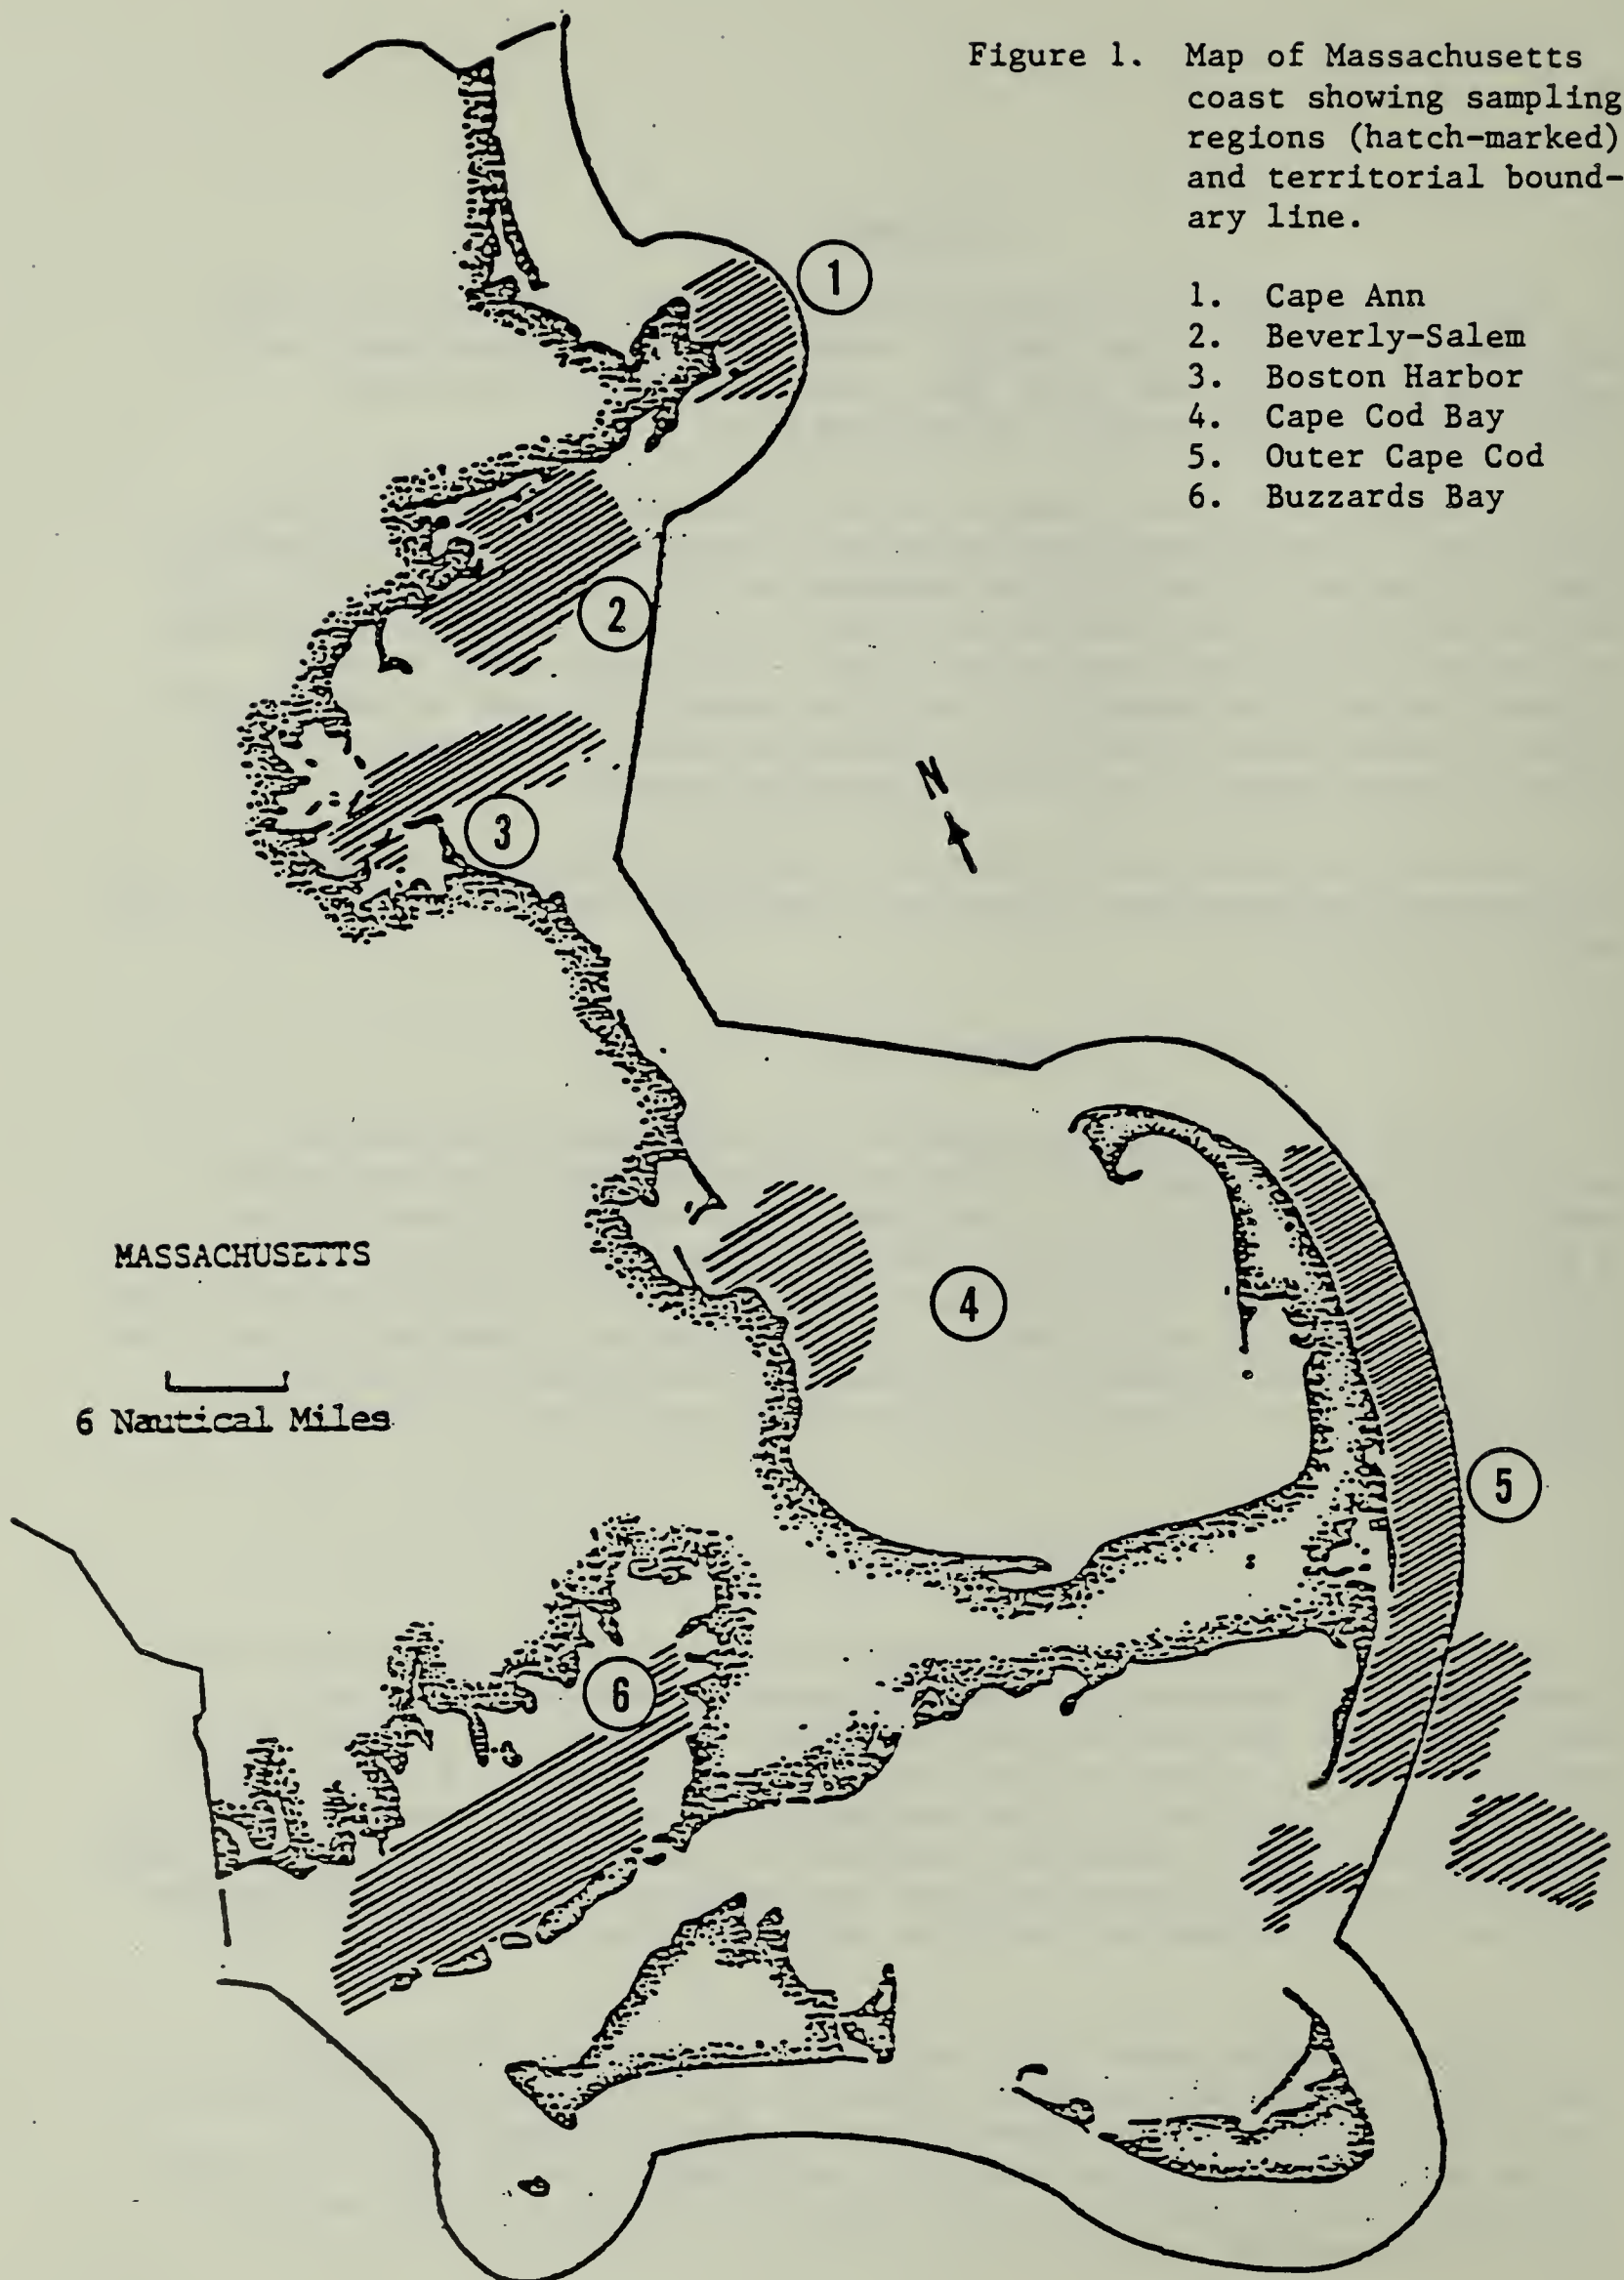 Figure 1. Map of Massachusetts
coast showing sampling
regions (hatch-marked)
and territorial bound-
ary line.
1. Cape Ann
2. Beverly-Salem
3. Boston Harbor
4. Cape Cod Bay
5. Outer Cape Cod
6. Buzzards Bay
1
2
N
3
MASSACHUSETTS
4
6 Nautical Miles
5
6